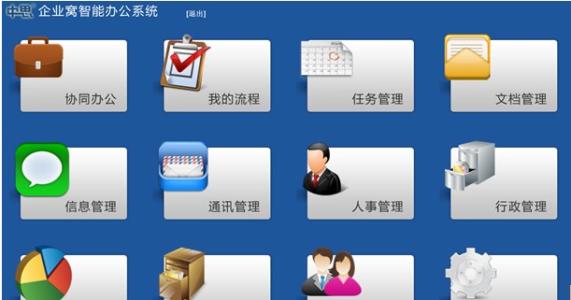 中思 企业窝智能办公系统 [退出]
协同办公 我的流程 任务管理 文档管理
信息管理 通讯管理 人事管理 行政管理